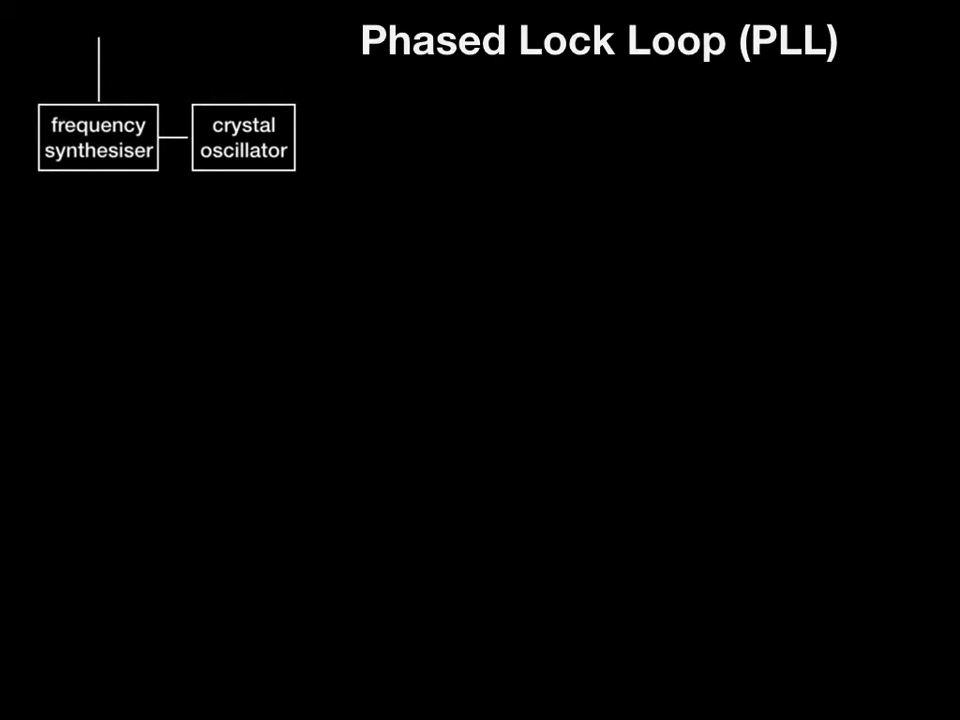 Phased Lock Loop (PLL)
frequency
synthesiser
crystal
oscillator